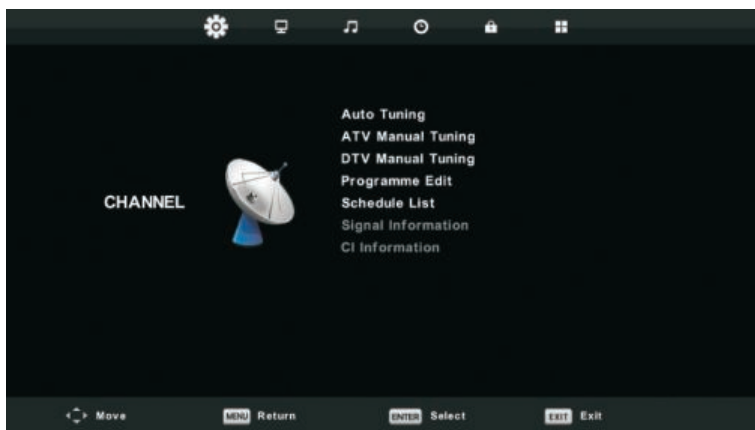 CHANNEL
Auto Tuning
ATV Manual Tuning
DTV Manual Tuning
Programme Edit
Schedule List
Signal Information
CI Information
Move MENU Return ENTER Select EXIT Exit